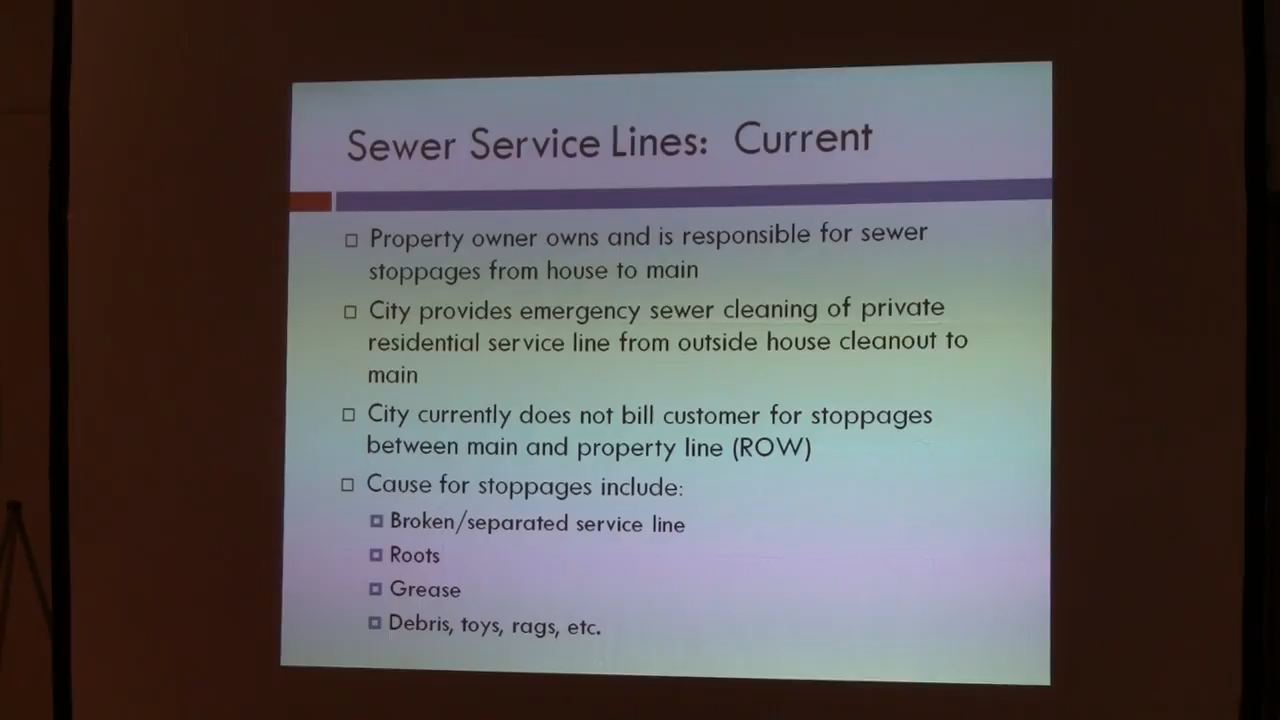 Sewer Service Lines: Current
Property owner owns and is responsible for sewer
stoppages from house to main
City provides emergency sewer cleaning of private
residential service line from outside house cleanout to
main
City currently does not bill customer for stoppages
between main and property line (ROW)
Cause for stoppages include:
Broken/separated service line
Roots
Grease
Debris, toys, rags, etc.